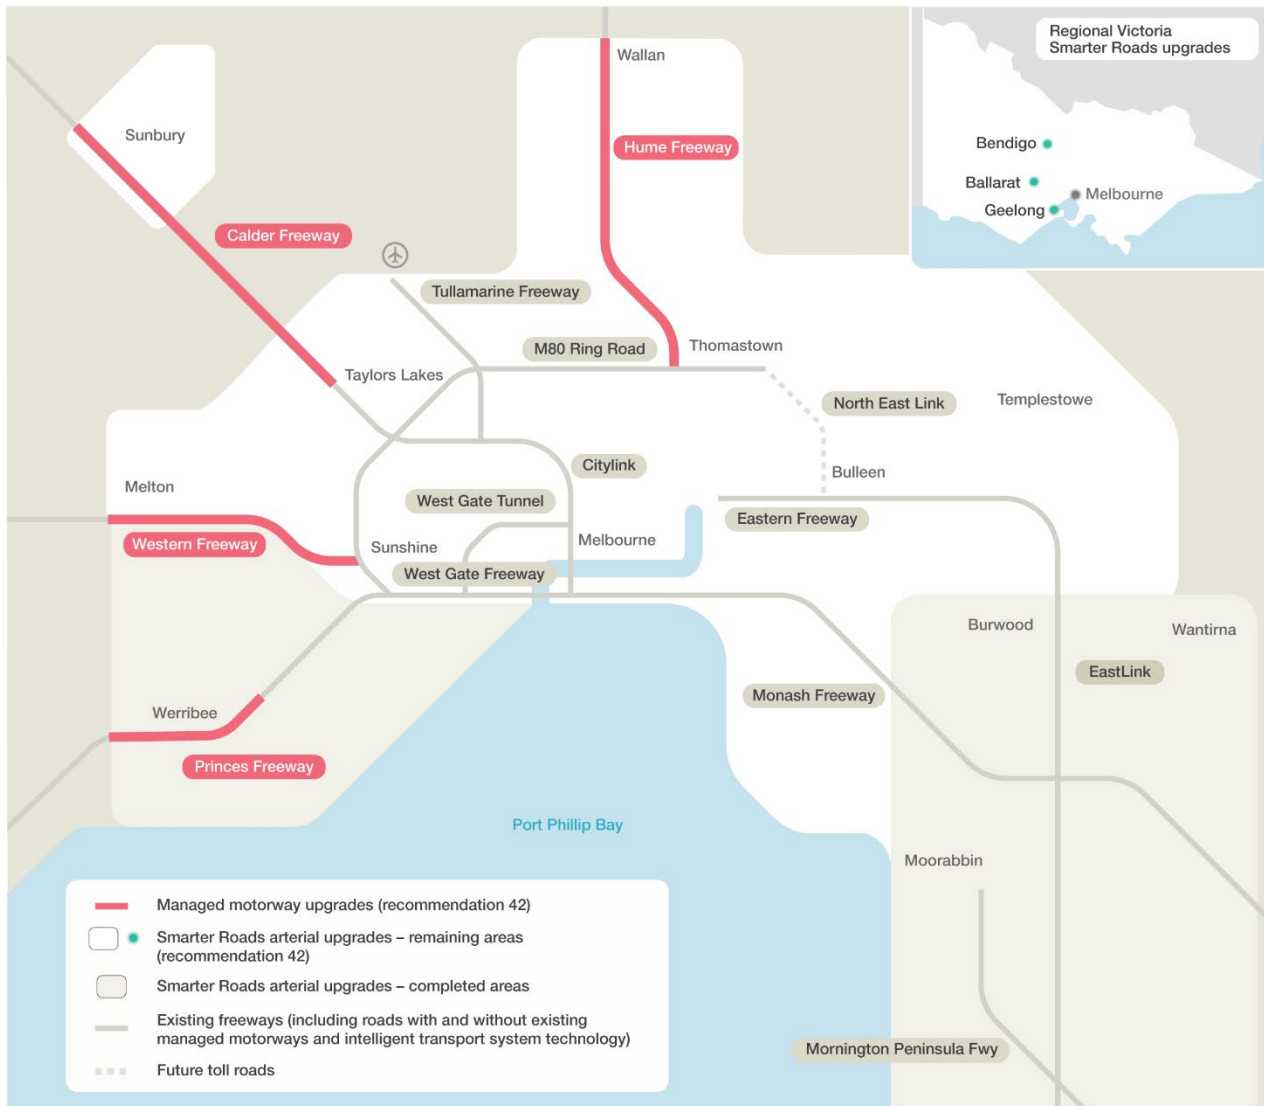 Regional Victoria
Smarter Roads upgrades
Wallan
Sunbury
Hume Freeway
Bendigo
Ballarat
Melbourne
Geelong
Calder Freeway
Tullamarine Freeway
M80 Ring Road
Thomastown
Taylors Lakes
North East Link
Templestowe
Citylink
Bulleen
Melton
West Gate Tunnel
Eastern Freeway
Western Freeway
Sunshine
Melbourne
West Gate Freeway
Burwood
Wantirna
EastLink
Monash Freeway
Werribee
Princes Freeway
Port Phillip Bay
Moorabbin
Managed motorway upgrades (recommendation 42)
Smarter Roads arterial upgrades – remaining areas
(recommendation 42)
Smarter Roads arterial upgrades – completed areas
Existing freeways (including roads with and without existing
managed motorways and intelligent transport system technology)
Future toll roads
Mornington Peninsula Fwy